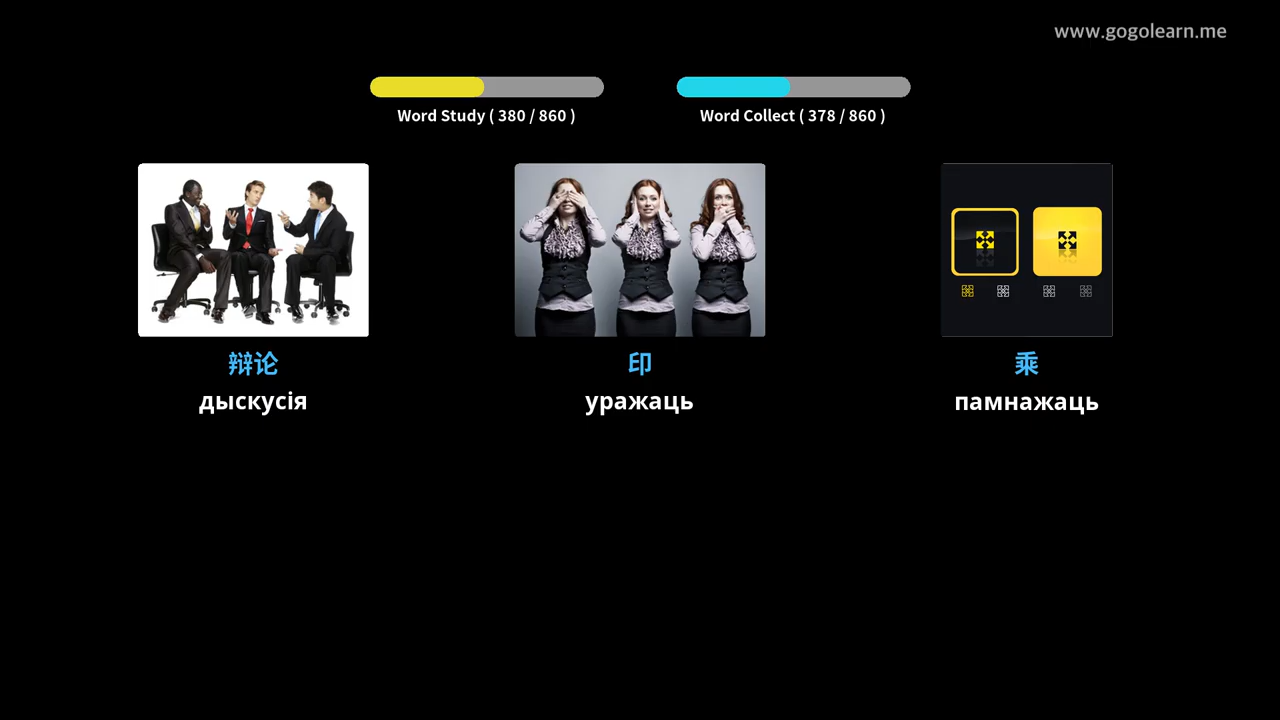 www.gogolearn.me
Word Study ( 380 / 860 )
Word Collect ( 378 / 860 )
辩论
印
乘
дыскусія
уражаць
памнажаць